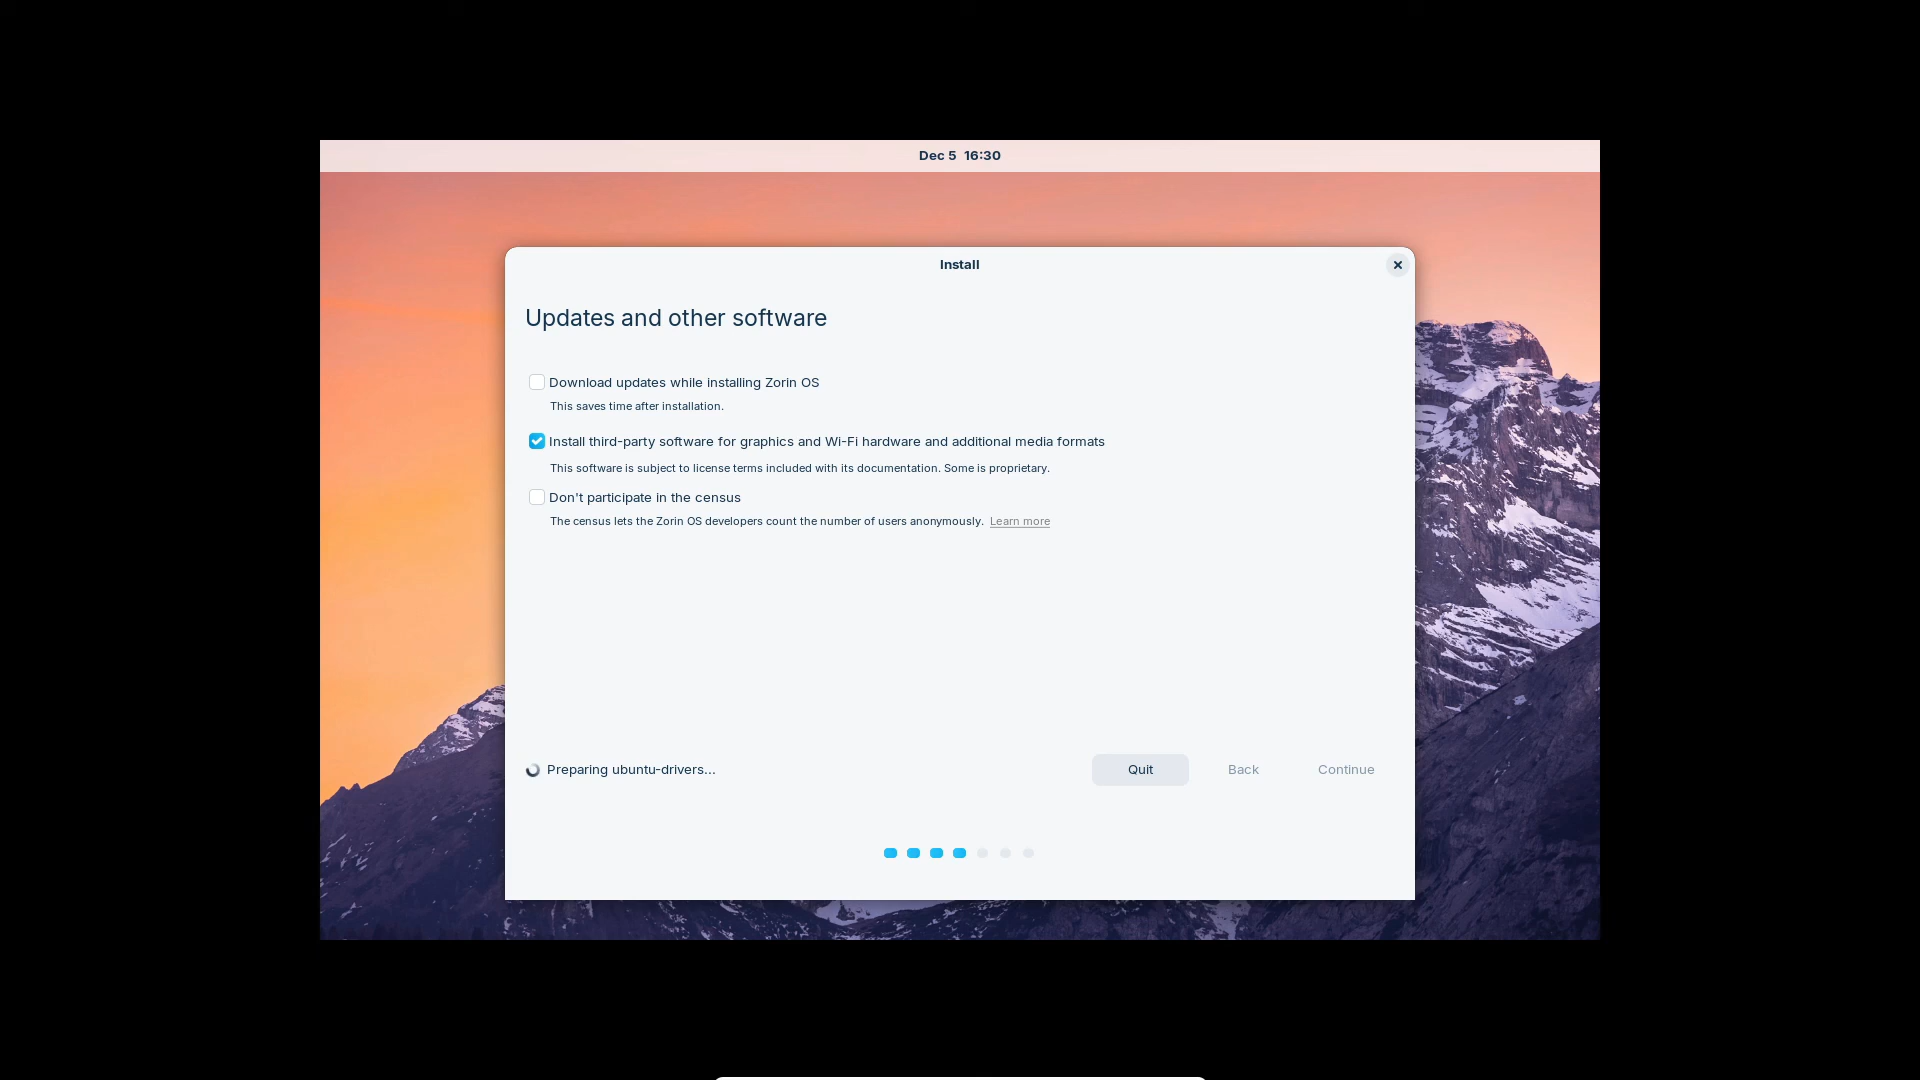 Dec 5 16:30
Install
Updates and other software
Download updates while installing Zorin OS
This saves time after installation.
Install third-party software for graphics and Wi-Fi hardware and additional media formats
This software is subject to license terms included with its documentation. Some is proprietary.
Don't participate in the census
The census lets the Zorin OS developers count the number of users anonymously. Learn more
Preparing ubuntu-drivers...
Quit
Back
Continue